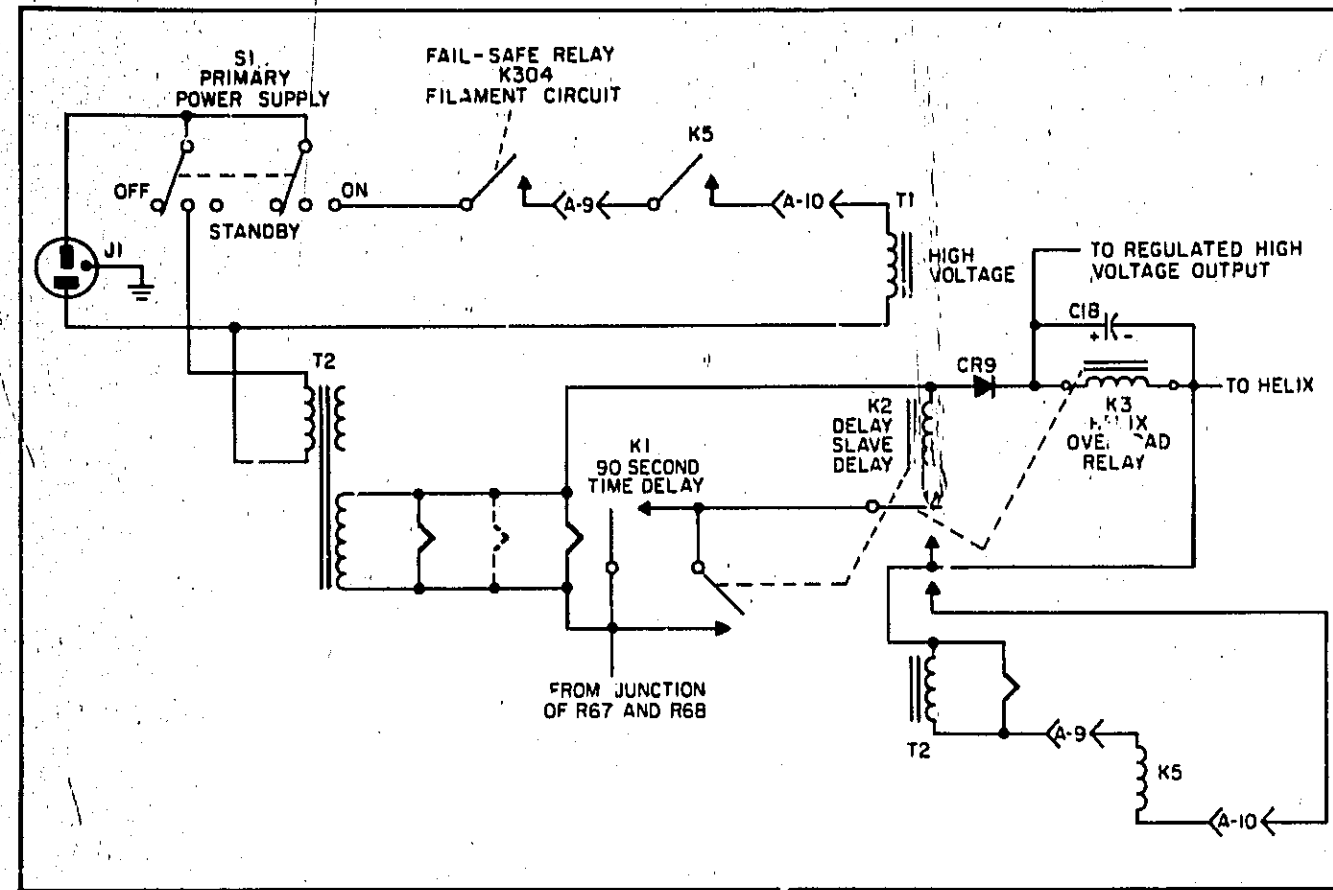 S1
PRIMARY
POWER SUPPLY
FAIL-SAFE RELAY
K304
FILAMENT CIRCUIT
K5
OFF
STANDBY
ON
A-9
A-10
T1
HIGH
VOLTAGE
J1
TO REGULATED HIGH
VOLTAGE OUTPUT
C18
+ -
T2
CR9
TO HELIX
K3
OVERLOAD
RELAY
K2
DELAY
SLAVE
DELAY
K1
90 SECOND
TIME DELAY
FROM JUNCTION
OF R67 AND R68
T2
A-9
K5
A-10